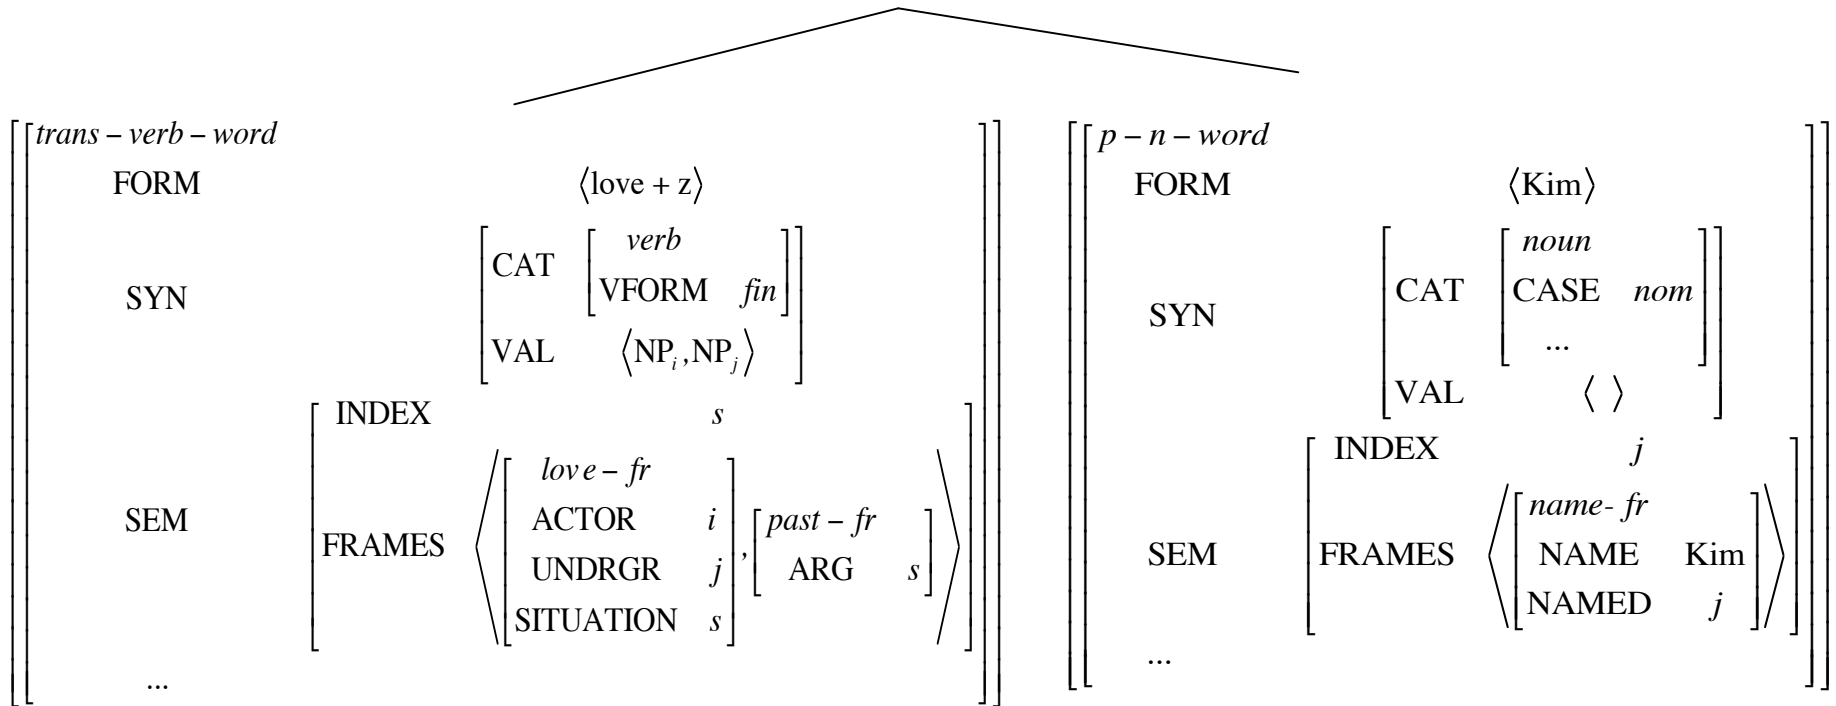 trans – verb – word
FORM ⟨love + z⟩
SYN
CAT
verb
VFORM fin
VAL ⟨NP_i, NP_j⟩
SEM
INDEX s
FRAMES
love – fr
ACTOR i
UNDRGR j
SITUATION s
,
past – fr
ARG s
...
p – n – word
FORM ⟨Kim⟩
SYN
CAT
noun
CASE nom
...
VAL ⟨ ⟩
SEM
INDEX j
FRAMES
name- fr
NAME Kim
NAMED j
...